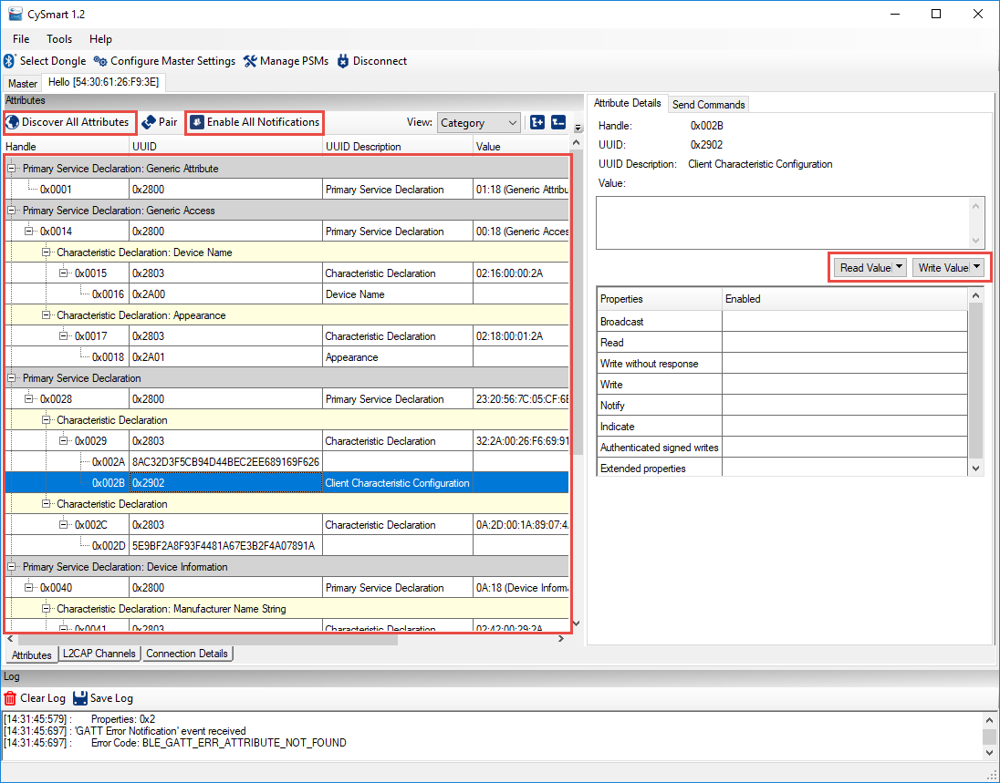 CySmart 1.2
File Tools Help
Select Dongle Configure Master Settings Manage PSMs Disconnect
Master Hello [54:30:61:26:F9:3E]
Attributes
Discover All Attributes Pair Enable All Notifications View: Category
Handle UUID UUID Description Value
Primary Service Declaration: Generic Attribute
0x0001 0x2800 Primary Service Declaration 01:18 (Generic Attribu
Primary Service Declaration: Generic Access
0x0014 0x2800 Primary Service Declaration 00:18 (Generic Acces
Characteristic Declaration: Device Name
0x0015 0x2803 Characteristic Declaration 02:16:00:00:2A
0x0016 0x2A00 Device Name
Characteristic Declaration: Appearance
0x0017 0x2803 Characteristic Declaration 02:18:00:01:2A
0x0018 0x2A01 Appearance
Primary Service Declaration
0x0028 0x2800 Primary Service Declaration 23:20:56:7C:05:CF:6E
Characteristic Declaration
0x0029 0x2803 Characteristic Declaration 32:2A:00:26:F6:69:91
0x002A 8AC32D3F5CB94D44BEC2EE689169F626
0x002B 0x2902 Client Characteristic Configuration
Characteristic Declaration
0x002C 0x2803 Characteristic Declaration 0A:2D:00:1A:89:07:4
0x002D 5E9BF2A8F93F4481A67E3B2F4A07891A
Primary Service Declaration: Device Information
0x0040 0x2800 Primary Service Declaration 0A:18 (Device Inform
Characteristic Declaration: Manufacturer Name String
0x0041 0x2803 Characteristic Declaration 02:42:00:29:2A
Attributes L2CAP Channels Connection Details
Attribute Details Send Commands
Handle: 0x002B
UUID: 0x2902
UUID Description: Client Characteristic Configuration
Value:
Read Value Write Value
Properties Enabled
Broadcast
Read
Write without response
Write
Notify
Indicate
Authenticated signed writes
Extended properties
Log
Clear Log Save Log
[14:31:45:579] : Properties: 0x2
[14:31:45:697] : 'GATT Error Notification' event received
[14:31:45:697] : Error Code: BLE_GATT_ERR_ATTRIBUTE_NOT_FOUND